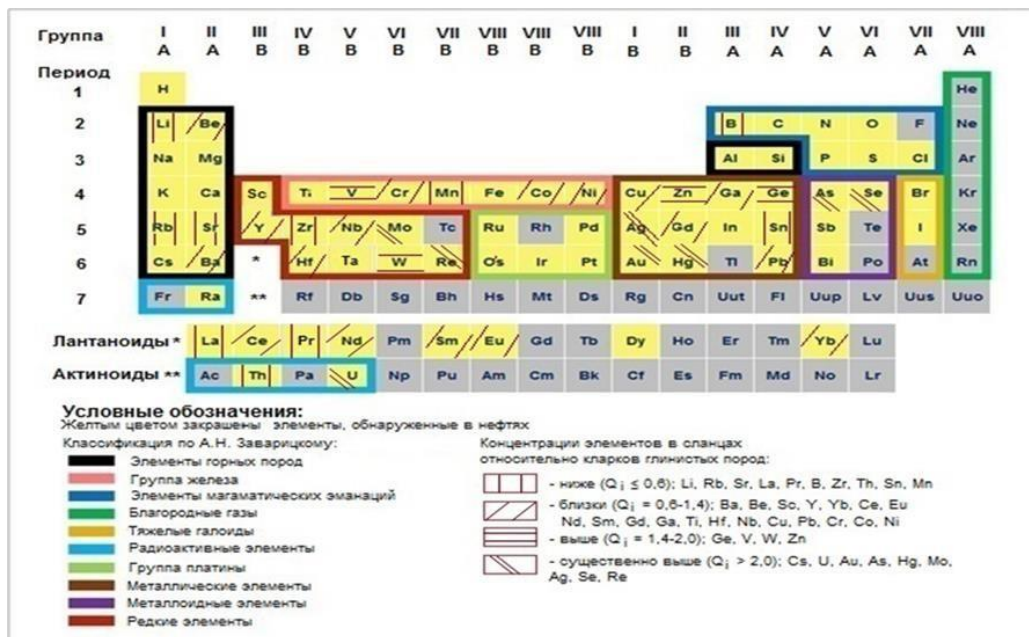 Группа I II III IV V VI VII VIII VIII VIII I II III IV V VI VII VIII
A A B B B B B B B B B B A A A A A A
Период
1 H He
2 Li Be B C N O F Ne
3 Na Mg Al Si P S Cl Ar
4 K Ca Sc Ti V Cr Mn Fe Co Ni Cu Zn Ga Ge As Se Br Kr
5 Rb Sr Y Zr Nb Mo Tc Ru Rh Pd Ag Gd In Sn Sb Te I Xe
6 Cs Ba * Hf Ta W Re O's Ir Pt Au Hg Tl Pb Bi Po At Rn
7 Fr Ra ** Rf Db Sg Bh Hs Mt Ds Rg Cn Uut Fl Uup Lv Uus Uuo
Лантаноиды * La Ce Pr Nd Pm Sm Eu Gd Tb Dy Ho Er Tm Yb Lu
Актиноиды ** Ac Th Pa U Np Pu Am Cm Bk Cf Es Fm Md No Lr
Условные обозначения:
Желтым цветом закрашены элементы, обнаруженные в нефтях
Классификация по А.Н. Заварицкому:
Элементы горных пород
Группа железа
Элементы магаматических эманаций
Благородные газы
Тяжелые галоиды
Радиоактивные элементы
Группа платины
Металлические элементы
Металлоидные элементы
Редкие элементы
Концентрации элементов в сланцах
относительно кларков глинистых пород:
- ниже (Q i ≤ 0,6); Li, Rb, Sr, La, Pr, B, Zr, Th, Sn, Mn
- близки (Q i = 0,6-1,4); Ba, Be, Sc, Y, Yb, Ce, Eu
Nd, Sm, Gd, Ga, Ti, Hf, Nb, Cu, Pb, Cr, Co, Ni
- выше (Q i = 1,4-2,0); Ge, V, W, Zn
- существенно выше (Q i > 2,0); Cs, U, Au, As, Hg, Mo,
Ag, Se, Re